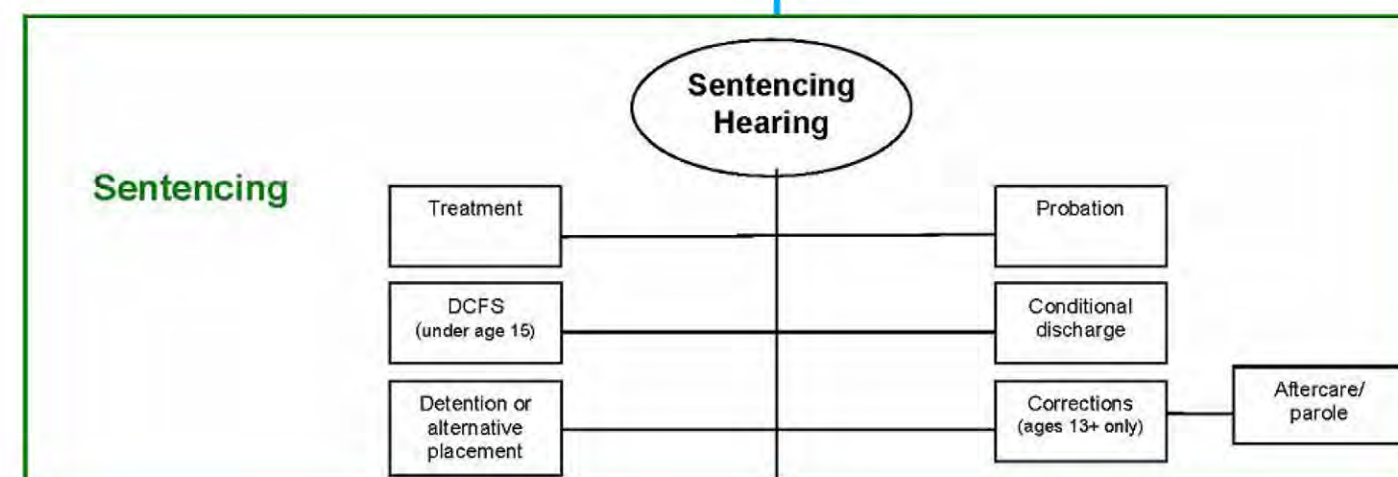 Sentencing
Hearing
Sentencing
Treatment
Probation
DCFS
(under age 15)
Conditional
discharge
Detention or
alternative
placement
Corrections
(ages 13+ only)
Aftercare/
parole